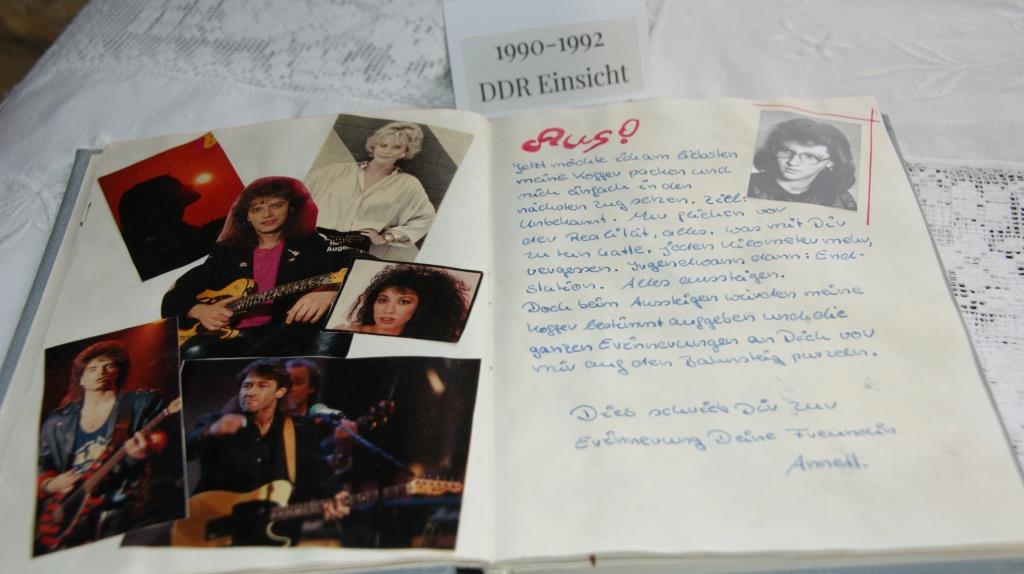 1990-1992
DDR Einsicht
Aus!
Jetzt möchte ich am liebsten
meine Koffer packen und
mich einfach in den
nächsten Zug setzen. Ziel:
Unbekannt. Nur fliehen vor
der Realität, alles, was mit Dir
zu tun hatte, jeden Kilometer mehr,
vergessen. Irgendwann dann: End-
station. Alles aussteigen.
Doch beim Aussteigen würden meine
Koffer bestimmt aufgehen und die
ganzen Erinnerungen an Dich vor
mir auf den Bahnsteig purzeln.
Dies schrieb Dir zur
Erinnerung Deine Freundin
Annett.